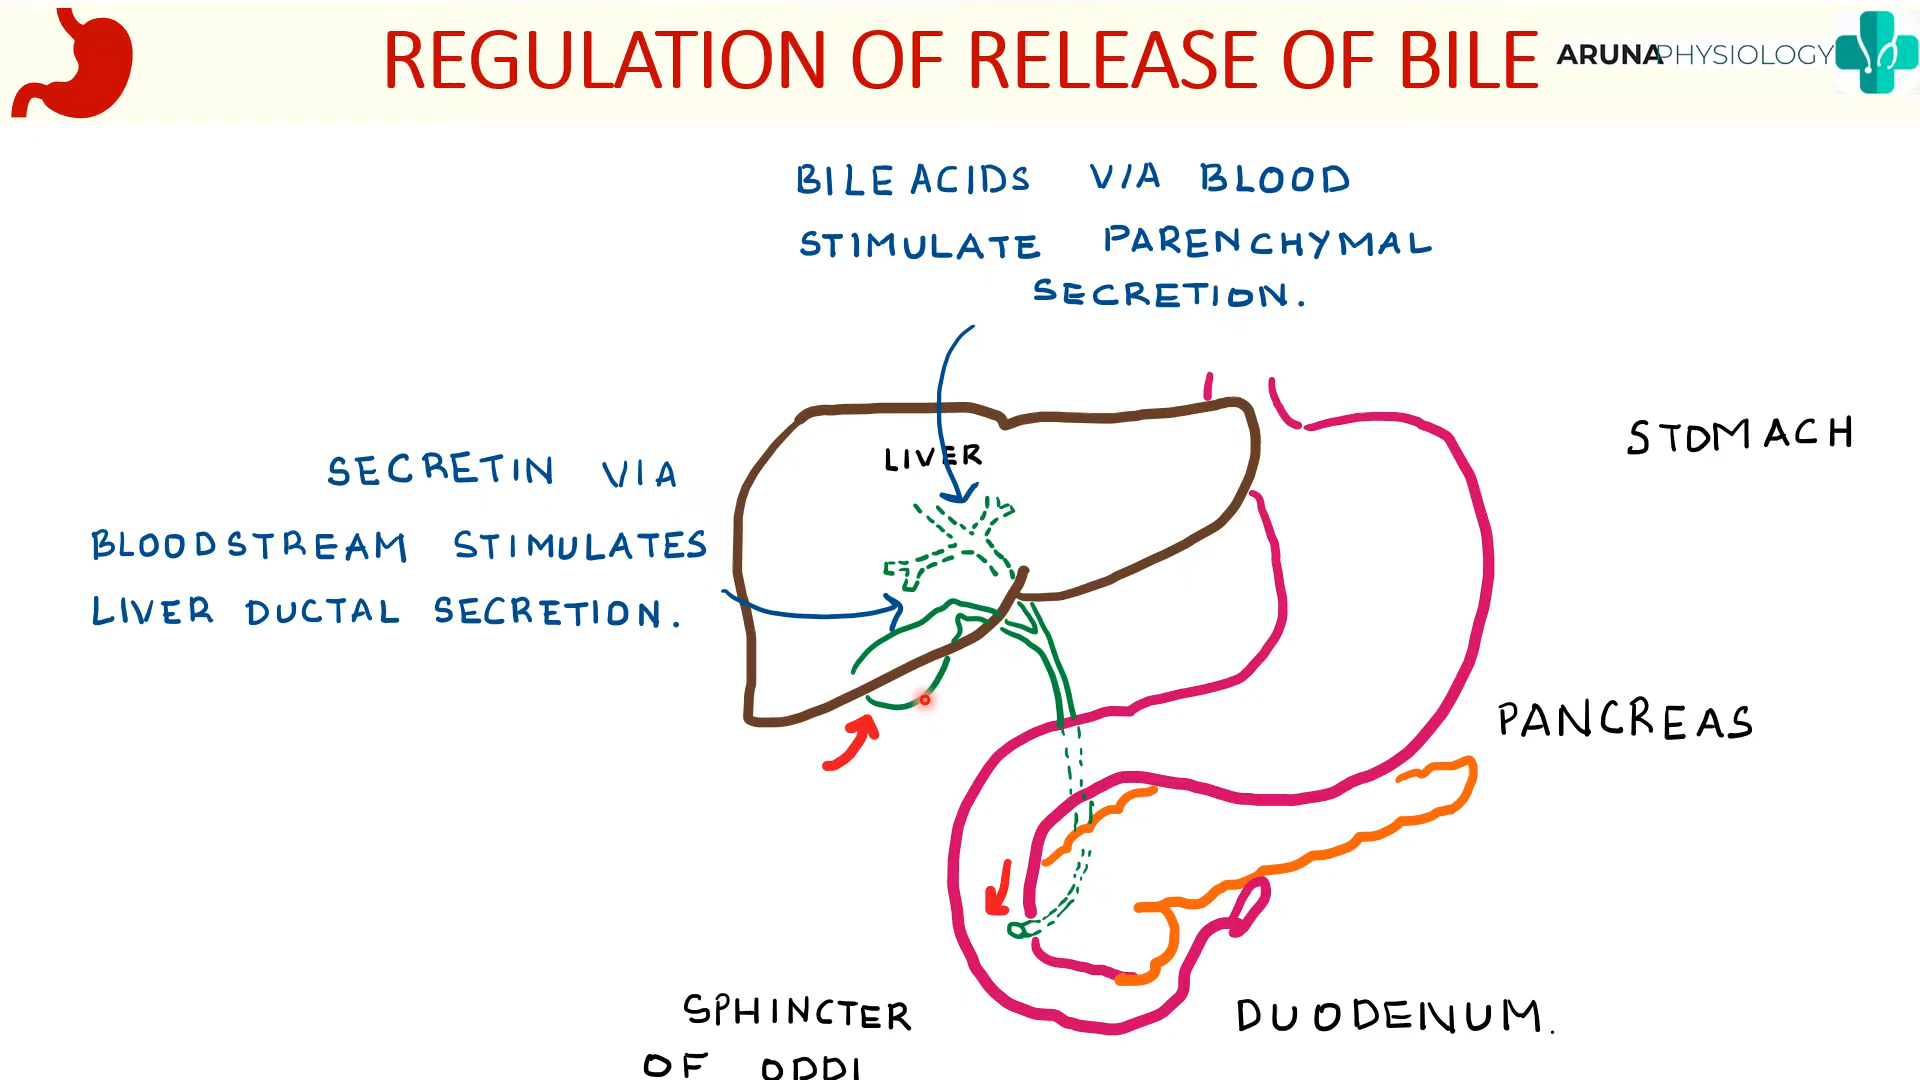 REGULATION OF RELEASE OF BILE
ARUNAPHYSIOLOGY
BILE ACIDS VIA BLOOD
STIMULATE PARENCHYMAL
SECRETION.
LIVER
STOMACH
SECRETIN VIA
BLOODSTREAM STIMULATES
LIVER DUCTAL SECRETION.
PANCREAS
SPHINCTER
OF ODDI
DUODENUM.